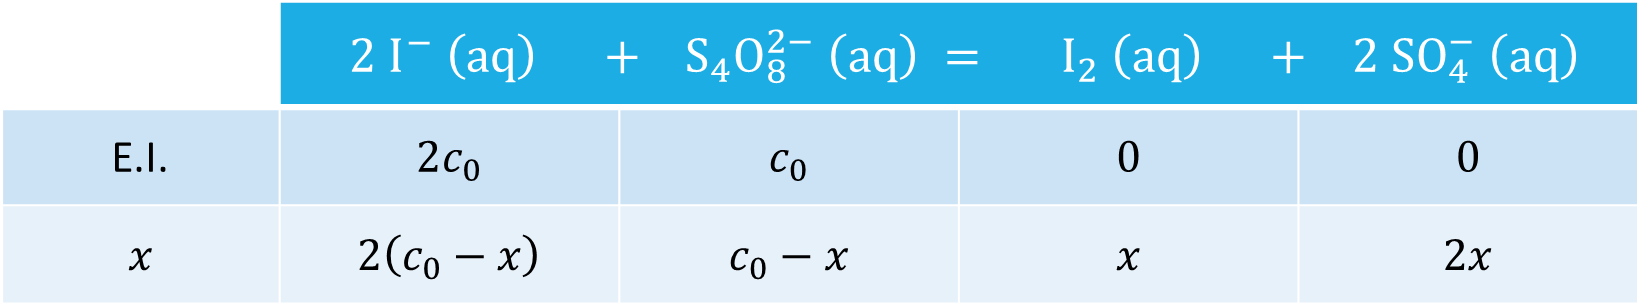 2 I⁻ (aq) + S₄O₈²⁻ (aq) = I₂ (aq) + 2 SO₄⁻ (aq)
E.I. 2c₀ c₀ 0 0
x 2(c₀ − x) c₀ − x x 2x